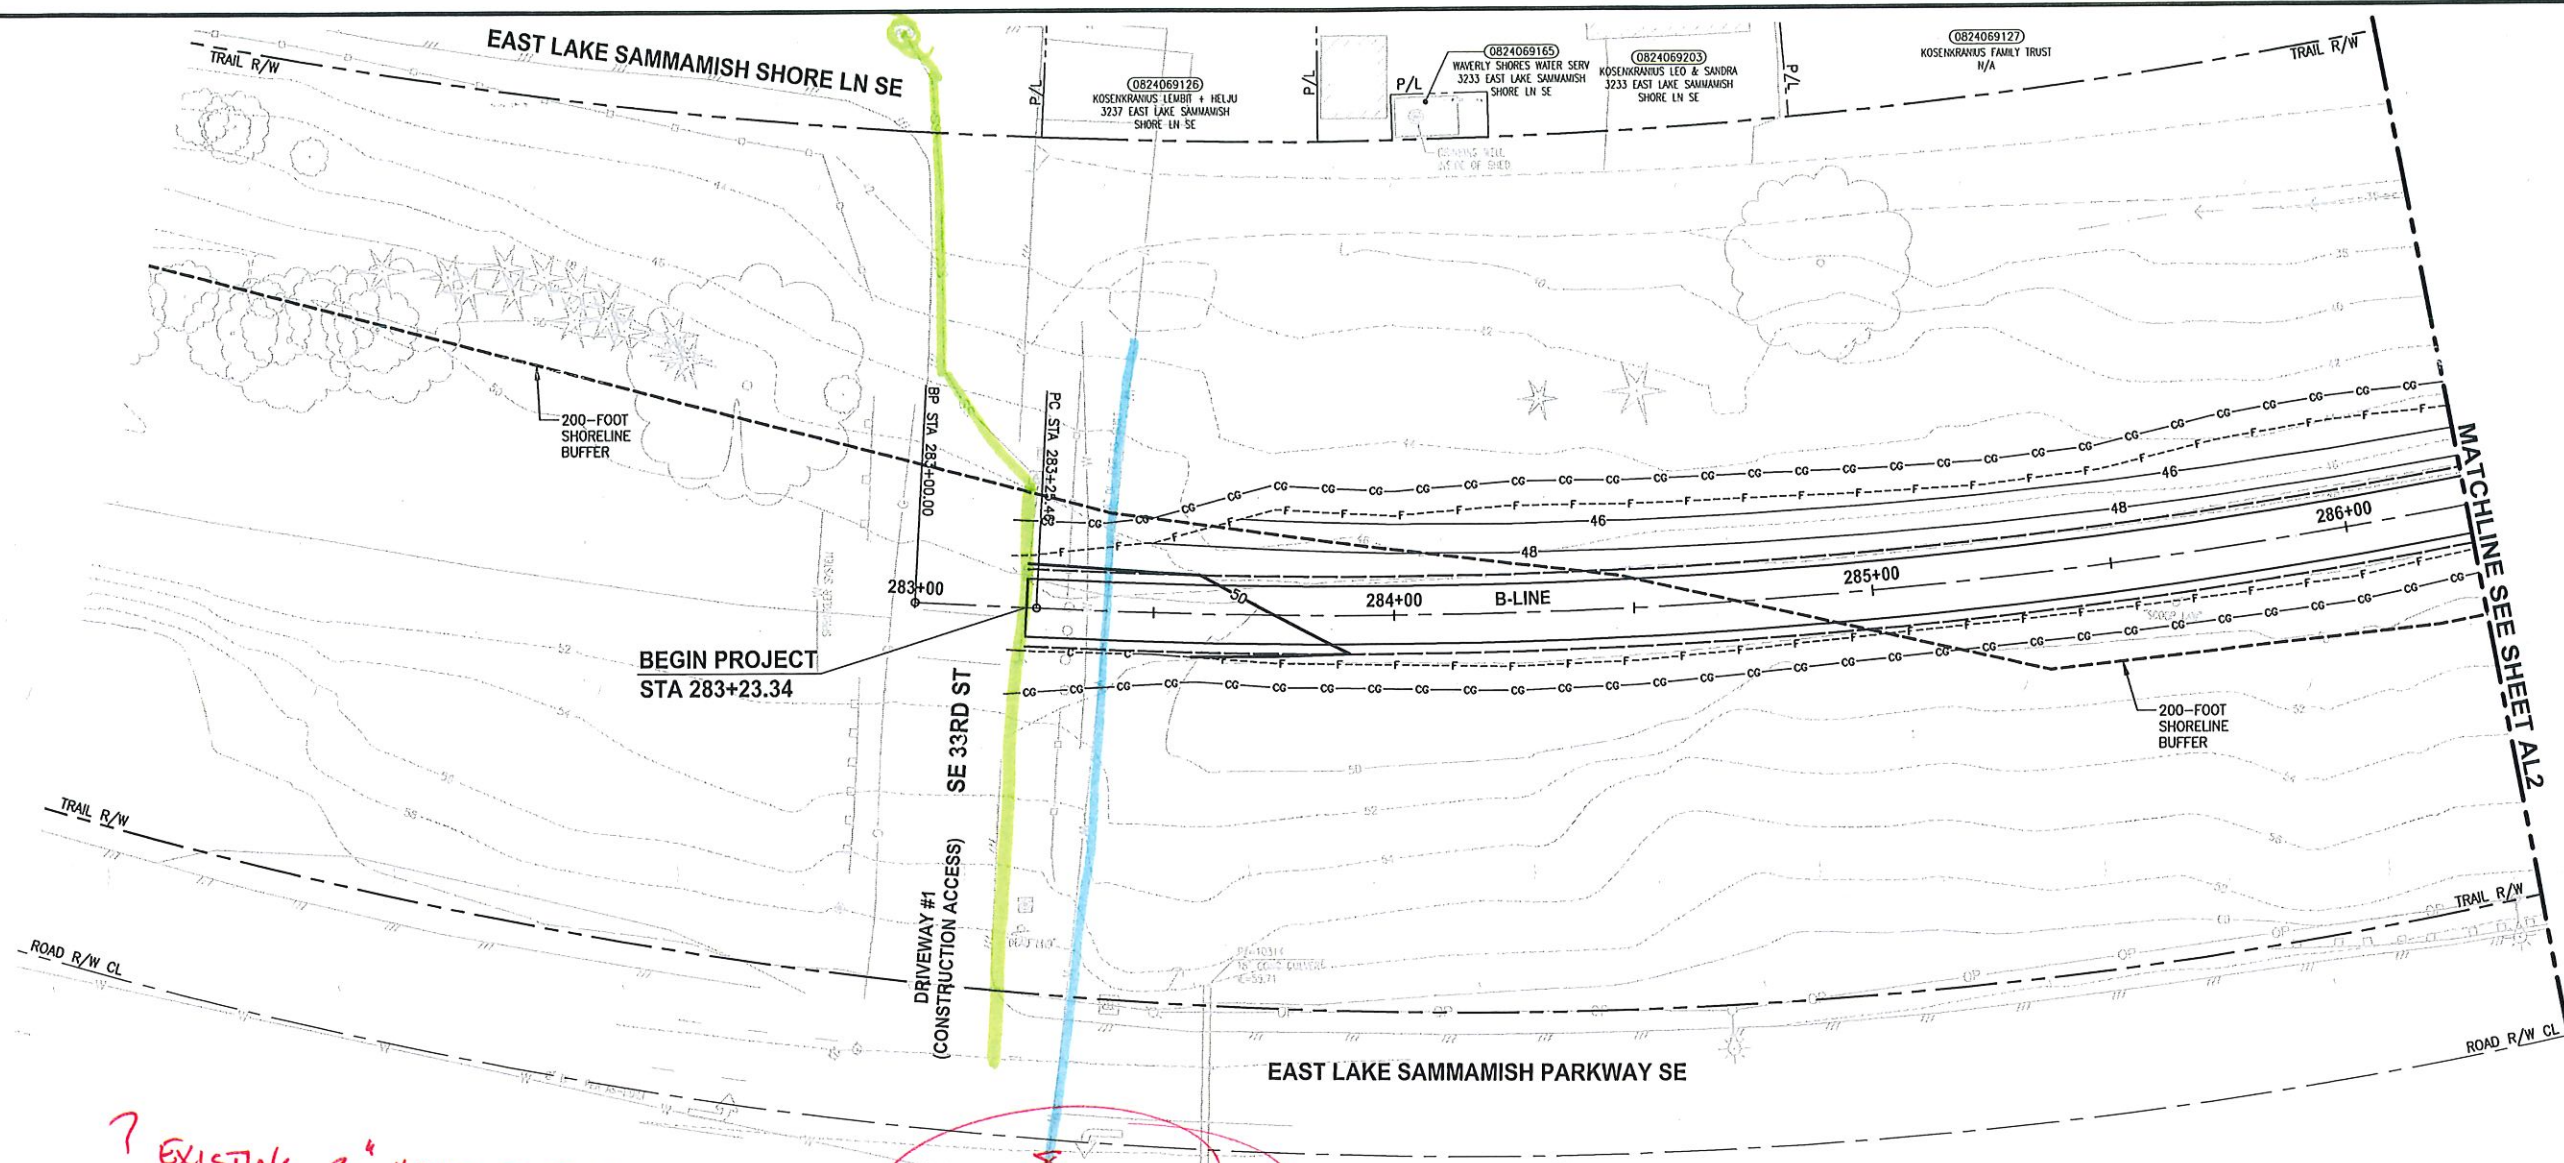 EAST LAKE SAMMAMISH SHORE LN SE
TRAIL R/W
P/L
0824069126
KOSENKRANIUS LEMBIT + HELJU
3237 EAST LAKE SAMMAMISH
SHORE LN SE
P/L
P/L
0824069165
WAVERLY SHORES WATER SERV
3233 EAST LAKE SAMMAMISH
SHORE LN SE
0824069203
KOSENKRANIUS LEO & SANDRA
3233 EAST LAKE SAMMAMISH
SHORE LN SE
P/L
0824069127
KOSENKRANIUS FAMILY TRUST
N/A
TRAIL R/W
200-FOOT
SHORELINE
BUFFER
BP STA 283+00.00
283+00
BEGIN PROJECT
STA 283+23.34
SE 33RD ST
DRIVEWAY #1
(CONSTRUCTION ACCESS)
46
46
48
48
50
284+00
B-LINE
285+00
286+00
MATCHLINE SEE SHEET AL2
200-FOOT
SHORELINE
BUFFER
TRAIL R/W
TRAIL R/W
ROAD R/W CL
EAST LAKE SAMMAMISH PARKWAY SE
ROAD R/W CL
? EXISTING